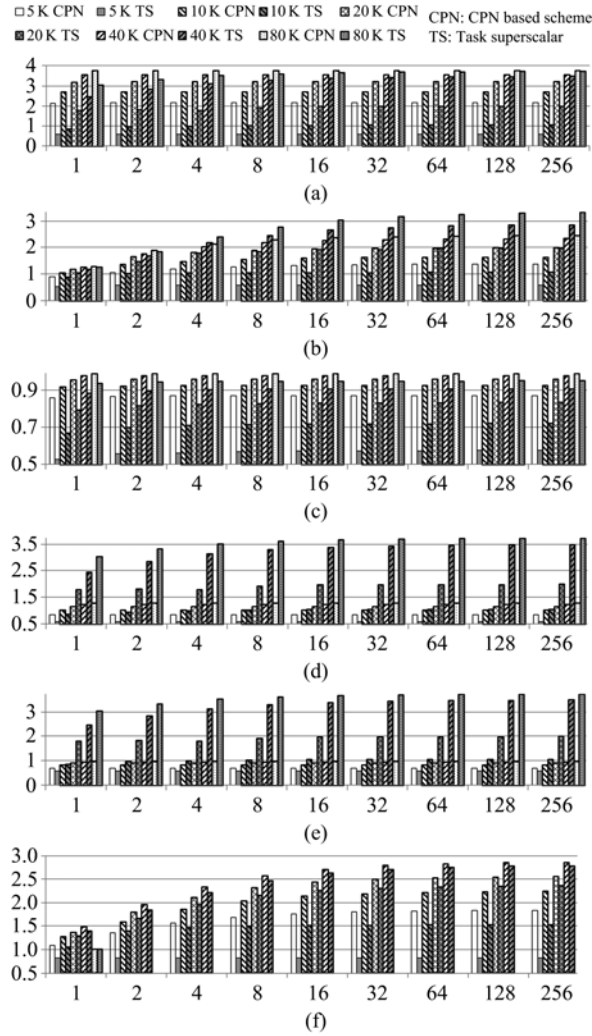 5 K CPN 5 K TS 10 K CPN 10 K TS 20 K CPN CPN: CPN based scheme
20 K TS 40 K CPN 40 K TS 80 K CPN 80 K TS TS: Task superscalar
4
3
2
1
0
1 2 4 8 16 32 64 128 256
(a)
3
2
1
0
1 2 4 8 16 32 64 128 256
(b)
0.9
0.7
0.5
1 2 4 8 16 32 64 128 256
(c)
3.5
2.5
1.5
0.5
1 2 4 8 16 32 64 128 256
(d)
3
2
1
0
1 2 4 8 16 32 64 128 256
(e)
3.0
2.5
2.0
1.5
1.0
0.5
1 2 4 8 16 32 64 128 256
(f)